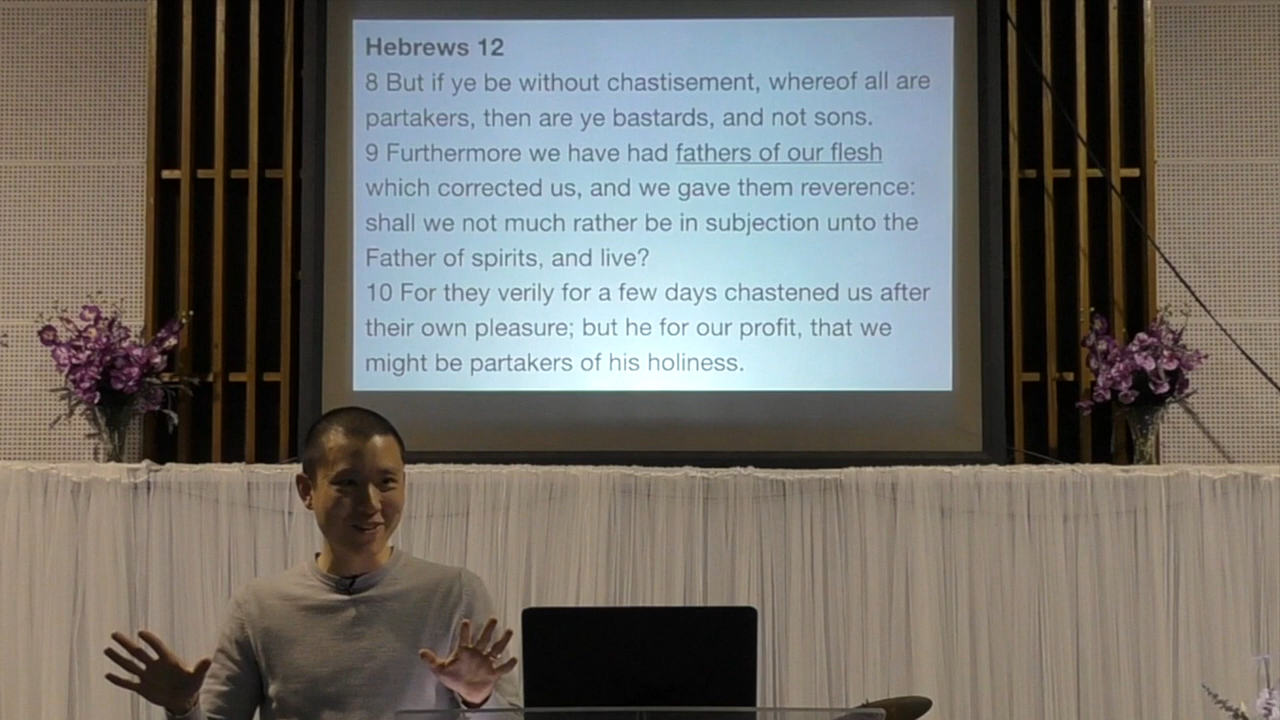 Hebrews 12
8 But if ye be without chastisement, whereof all are
partakers, then are ye bastards, and not sons.
9 Furthermore we have had fathers of our flesh
which corrected us, and we gave them reverence:
shall we not much rather be in subjection unto the
Father of spirits, and live?
10 For they verily for a few days chastened us after
their own pleasure; but he for our profit, that we
might be partakers of his holiness.